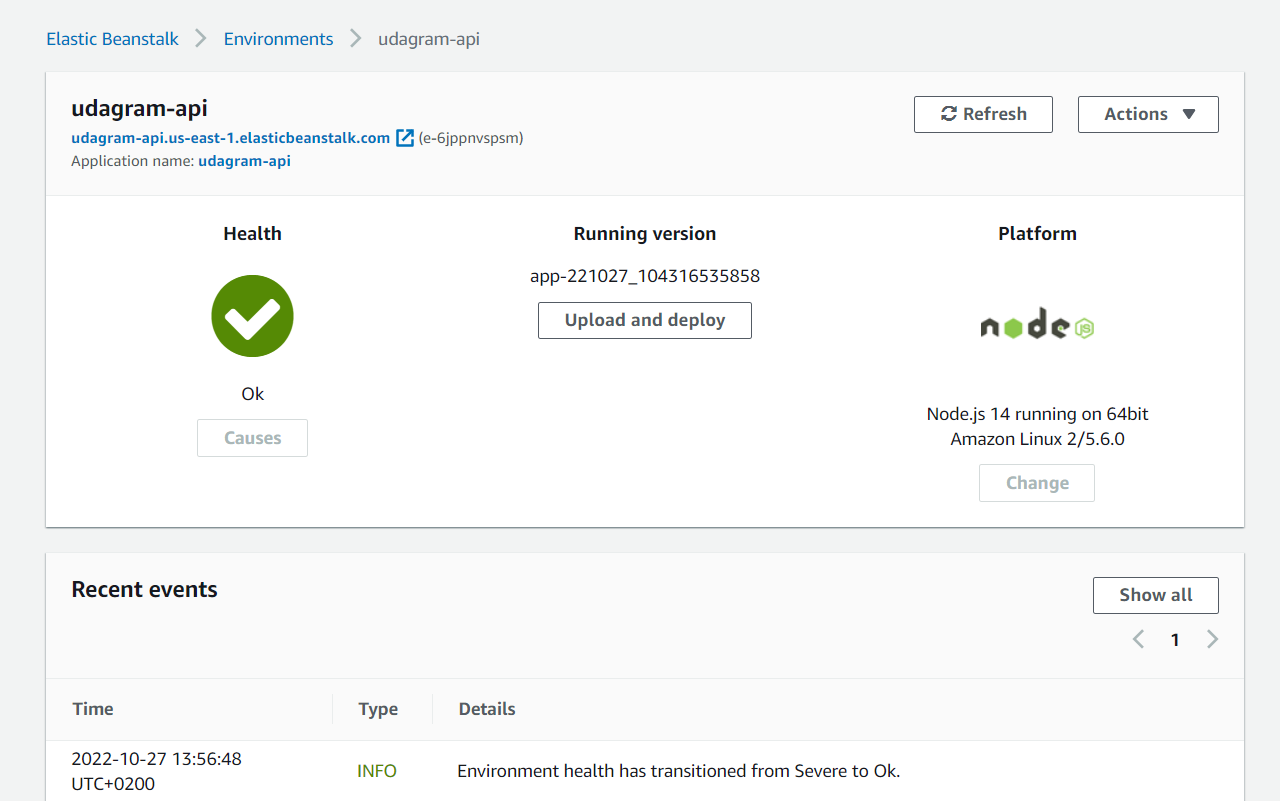 Elastic Beanstalk > Environments > udagram-api
udagram-api
Refresh
Actions
udagram-api.us-east-1.elasticbeanstalk.com (e-6jppnvspsm)
Application name: udagram-api
Health
Ok
Causes
Running version
app-221027_104316535858
Upload and deploy
Platform
node JS
Node.js 14 running on 64bit
Amazon Linux 2/5.6.0
Change
Recent events
Show all
1
Time Type Details
2022-10-27 13:56:48
UTC+0200
INFO
Environment health has transitioned from Severe to Ok.